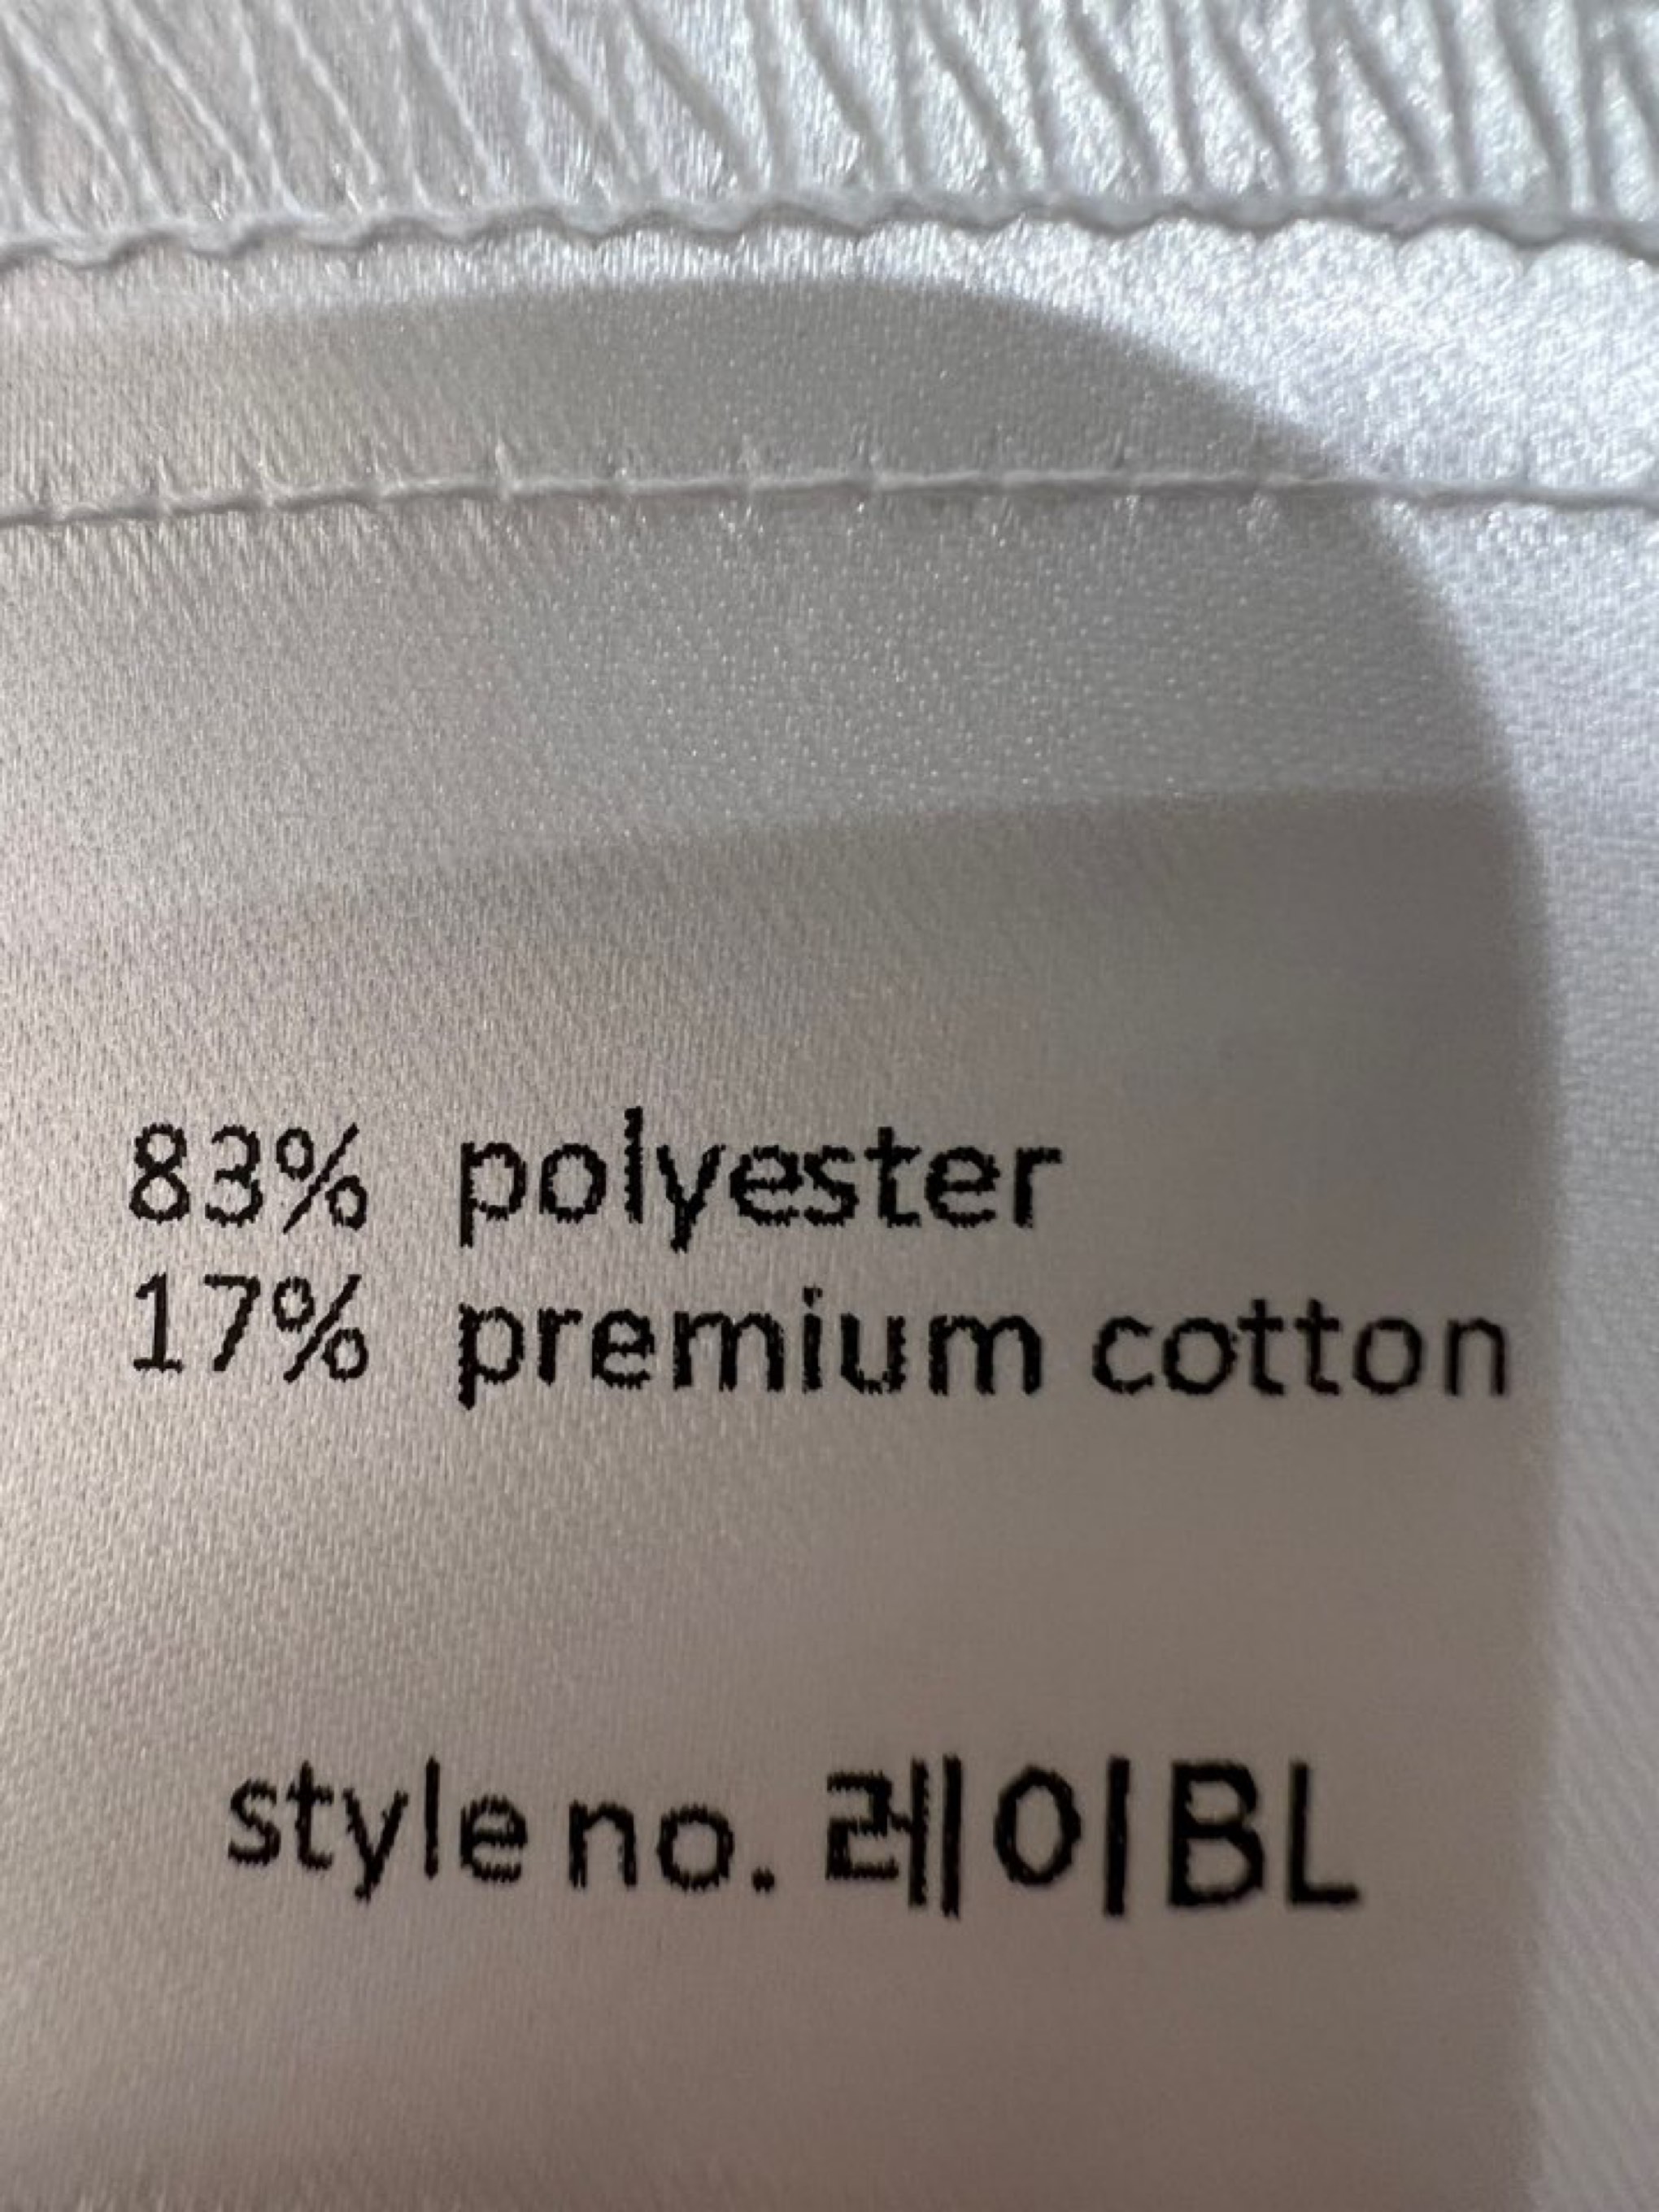 83% polyester
17% premium cotton
style no. 레이BL